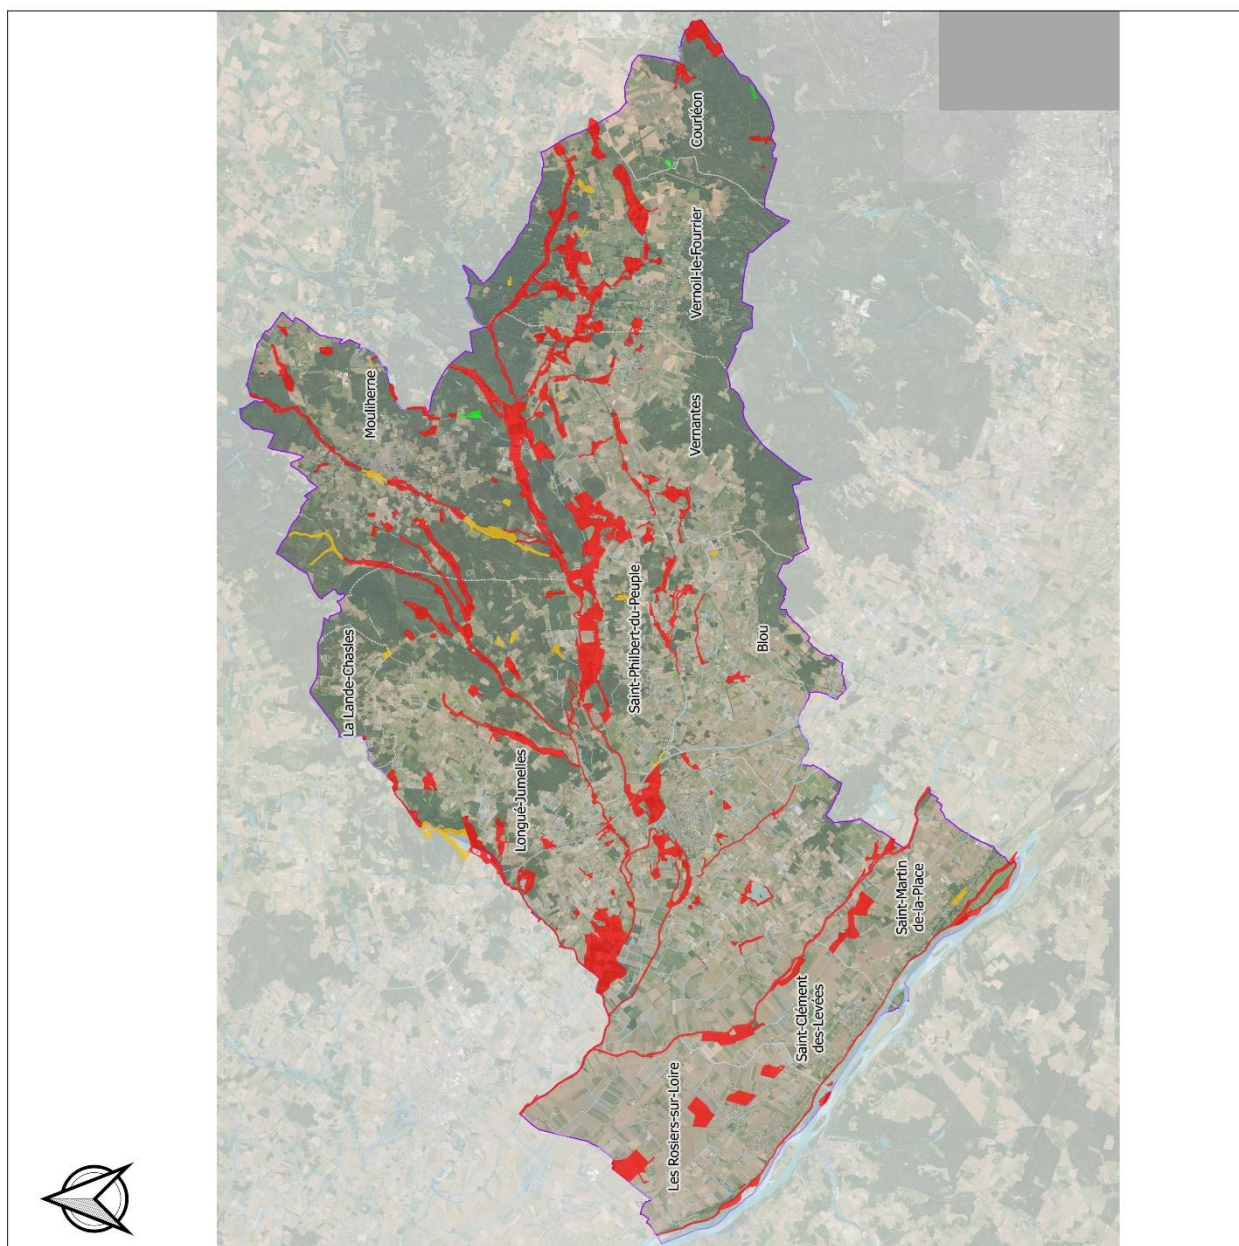 Courléon
Vernoil-le-Fourrier
Mouliherne
Vernantes
La Lande-Chasles
Saint-Philbert-du-Peuple
Blou
Longué-Jumelles
Saint-Martin
de-la-Place
Saint-Clément
des-Levées
Les Rosiers-sur-Loire